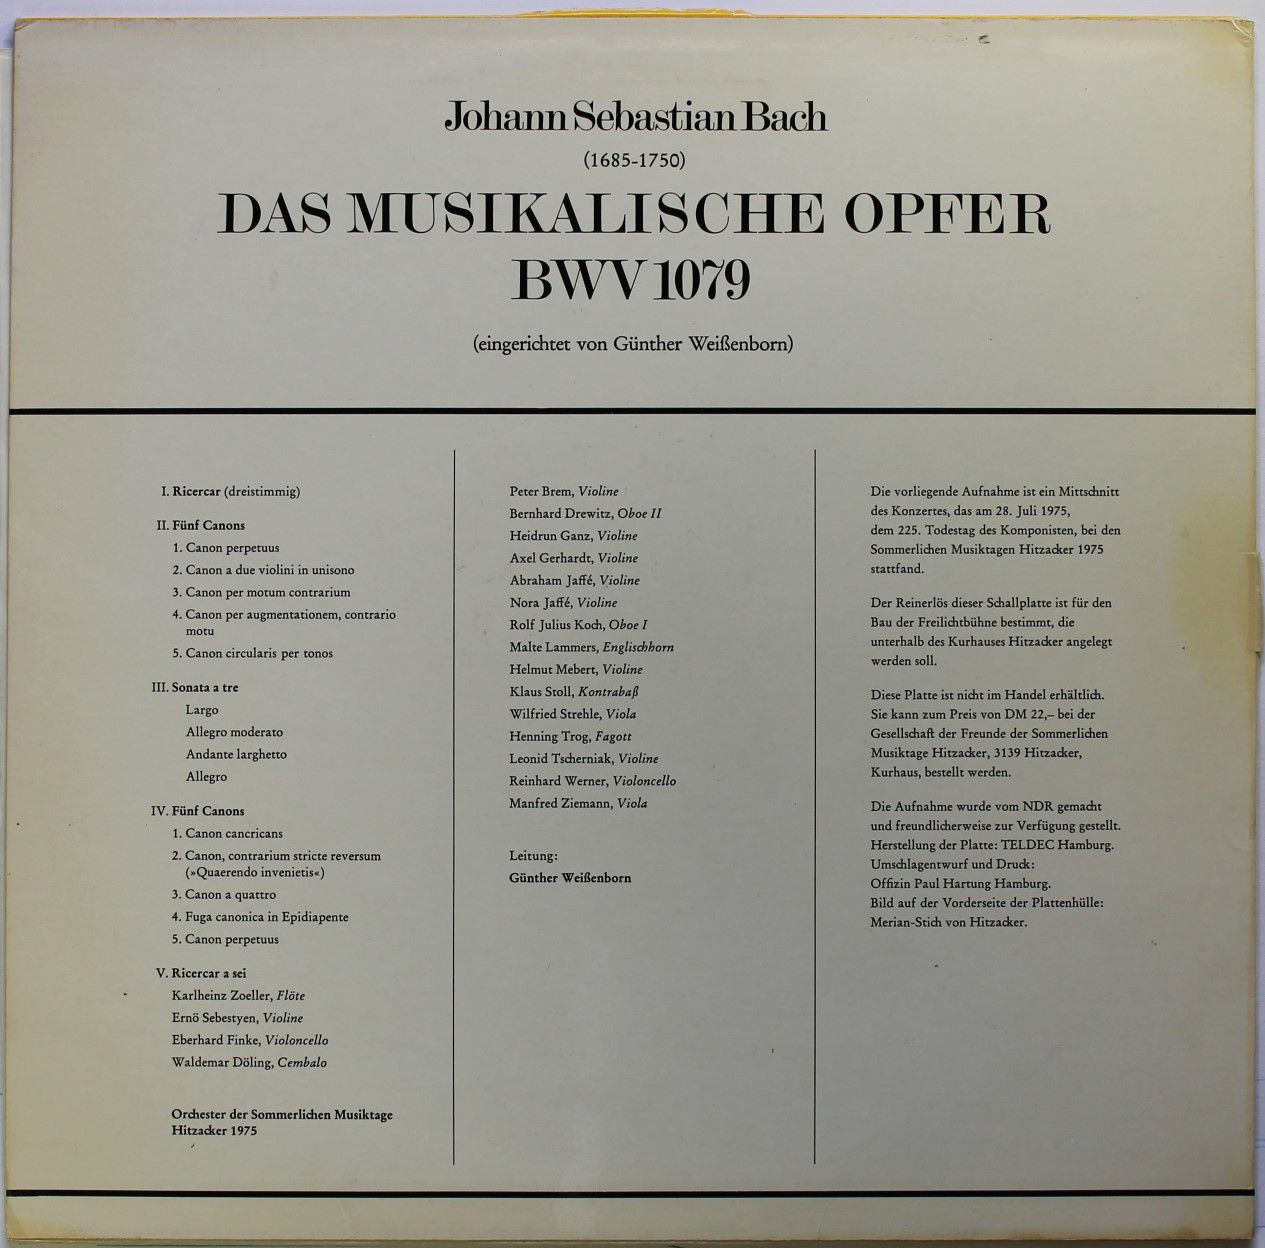 Johann Sebastian Bach
(1685-1750)
DAS MUSIKALISCHE OPFER
BWV 1079
(eingerichtet von Günther Weißenborn)
I. Ricercar (dreistimmig)
II. Fünf Canons
1. Canon perpetuus
2. Canon a due violini in unisono
3. Canon per motum contrarium
4. Canon per augmentationem, contrario
motu
5. Canon circularis per tonos
III. Sonata a tre
Largo
Allegro moderato
Andante larghetto
Allegro
IV. Fünf Canons
1. Canon cancricans
2. Canon, contrarium stricte reversum
(»Quaerendo invenietis«)
3. Canon a quattro
4. Fuga canonica in Epidiapente
5. Canon perpetuus
V. Ricercar a sei
Karlheinz Zoeller, Flöte
Ernö Sebestyen, Violine
Eberhard Finke, Violoncello
Waldemar Döling, Cembalo
Orchester der Sommerlichen Musiktage
Hitzacker 1975
Peter Brem, Violine
Bernhard Drewitz, Oboe II
Heidrun Ganz, Violine
Axel Gerhardt, Violine
Abraham Jaffé, Violine
Nora Jaffé, Violine
Rolf Julius Koch, Oboe I
Malte Lammers, Englischhorn
Helmut Mebert, Violine
Klaus Stoll, Kontrabaß
Wilfried Strehle, Viola
Henning Trog, Fagott
Leonid Tscherniak, Violine
Reinhard Werner, Violoncello
Manfred Ziemann, Viola
Leitung:
Günther Weißenborn
Die vorliegende Aufnahme ist ein Mittschnitt
des Konzertes, das am 28. Juli 1975,
dem 225. Todestag des Komponisten, bei den
Sommerlichen Musiktagen Hitzacker 1975
stattfand.
Der Reinerlös dieser Schallplatte ist für den
Bau der Freilichtbühne bestimmt, die
unterhalb des Kurhauses Hitzacker angelegt
werden soll.
Diese Platte ist nicht im Handel erhältlich.
Sie kann zum Preis von DM 22,– bei der
Gesellschaft der Freunde der Sommerlichen
Musiktage Hitzacker, 3139 Hitzacker,
Kurhaus, bestellt werden.
Die Aufnahme wurde vom NDR gemacht
und freundlicherweise zur Verfügung gestellt.
Herstellung der Platte: TELDEC Hamburg.
Umschlagentwurf und Druck:
Offizin Paul Hartung Hamburg.
Bild auf der Vorderseite der Plattenhülle:
Merian-Stich von Hitzacker.